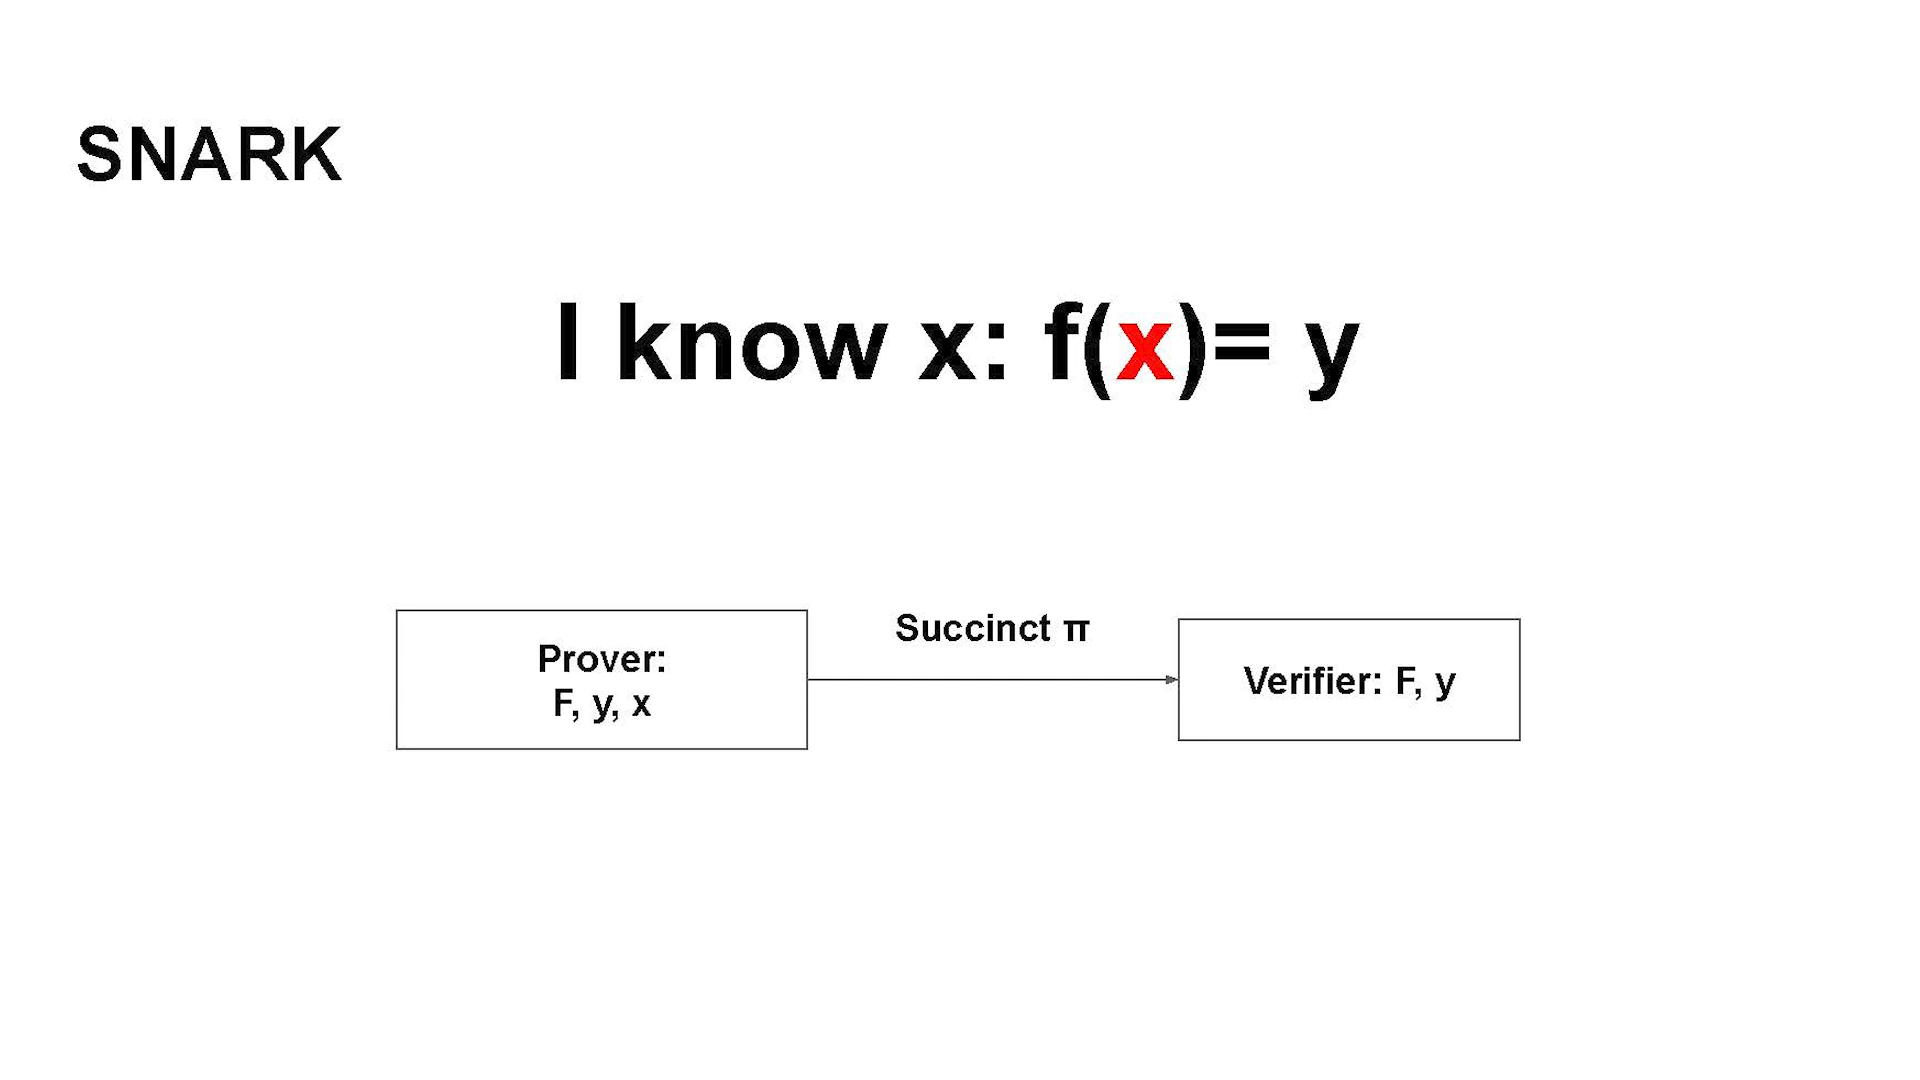 SNARK
I know x: f(x)= y
Succinct π
Prover:
F, y, x
Verifier: F, y